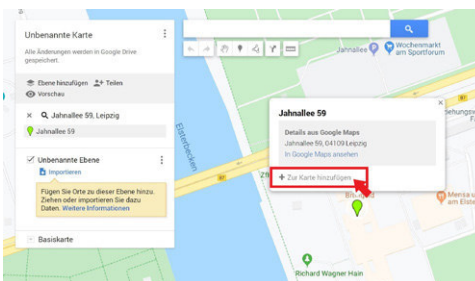 Unbenannte Karte
Alle Änderungen werden in Google Drive
gespeichert.
Ebene hinzufügen Teilen
Vorschau
Jahnallee 59, Leipzig
Jahnallee 59
Unbenannte Ebene
Importieren
Fügen Sie Orte zu dieser Ebene hinzu.
Ziehen oder importieren Sie dazu
Daten. Weitere Informationen
Basiskarte
Elsterbecken
Jahnallee
Wochenmarkt
am Sportforum
Jahnallee 59
Details aus Google Maps
Jahnallee 59, 04109 Leipzig
In Google Maps ansehen
+ Zur Karte hinzufügen
Mensa
am Elst
Richard Wagner Hain